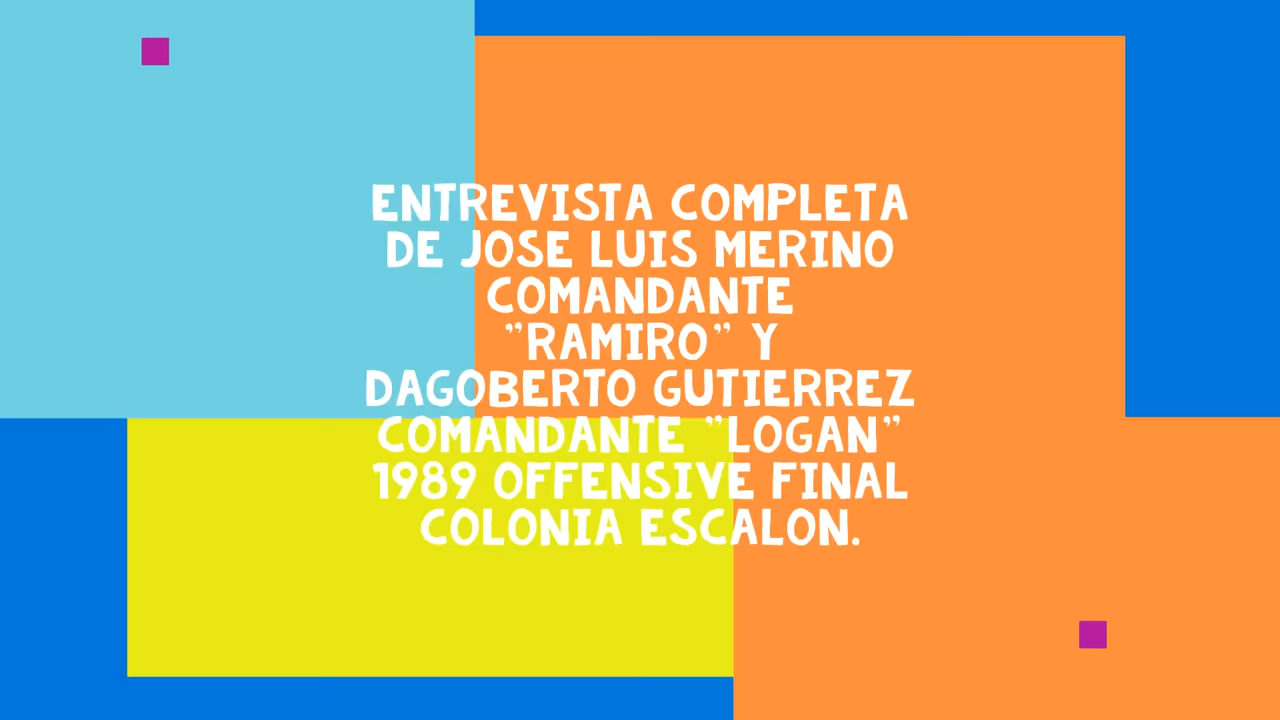 ENTREVISTA COMPLETA
DE JOSE LUIS MERINO
COMANDANTE
"RAMIRO" Y
DAGOBERTO GUTIERREZ
COMANDANTE "LOGAN"
1989 OFFENSIVE FINAL
COLONIA ESCALON.